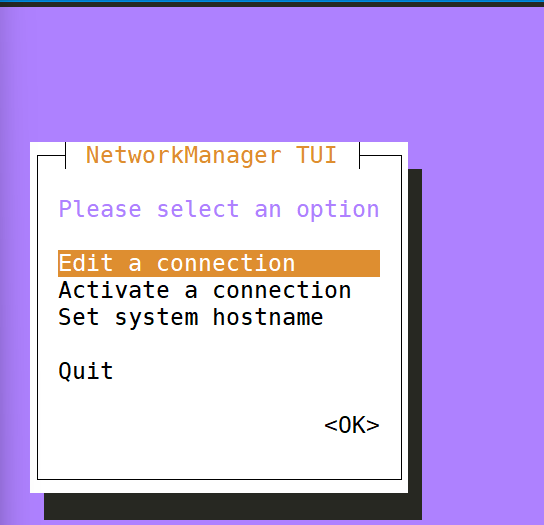 NetworkManager TUI
Please select an option
Edit a connection
Activate a connection
Set system hostname
Quit
<OK>